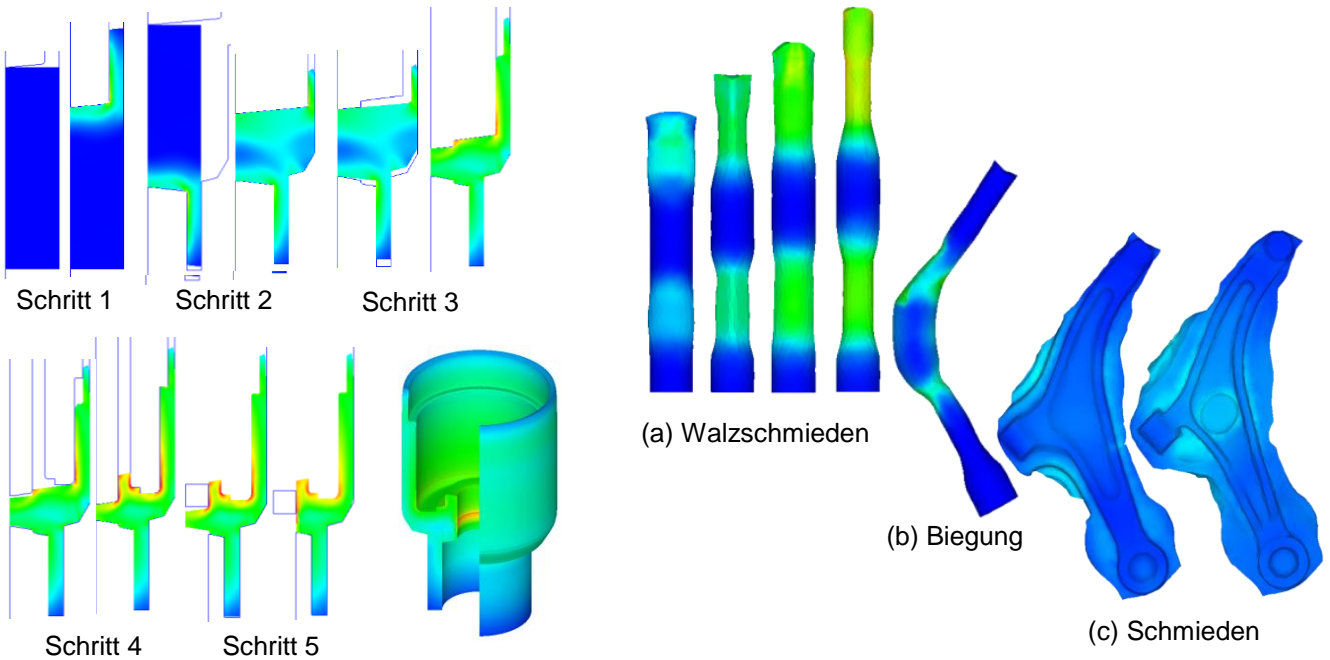 Schritt 1
Schritt 2
Schritt 3
Schritt 4
Schritt 5
(a) Walzschmieden
(b) Biegung
(c) Schmieden